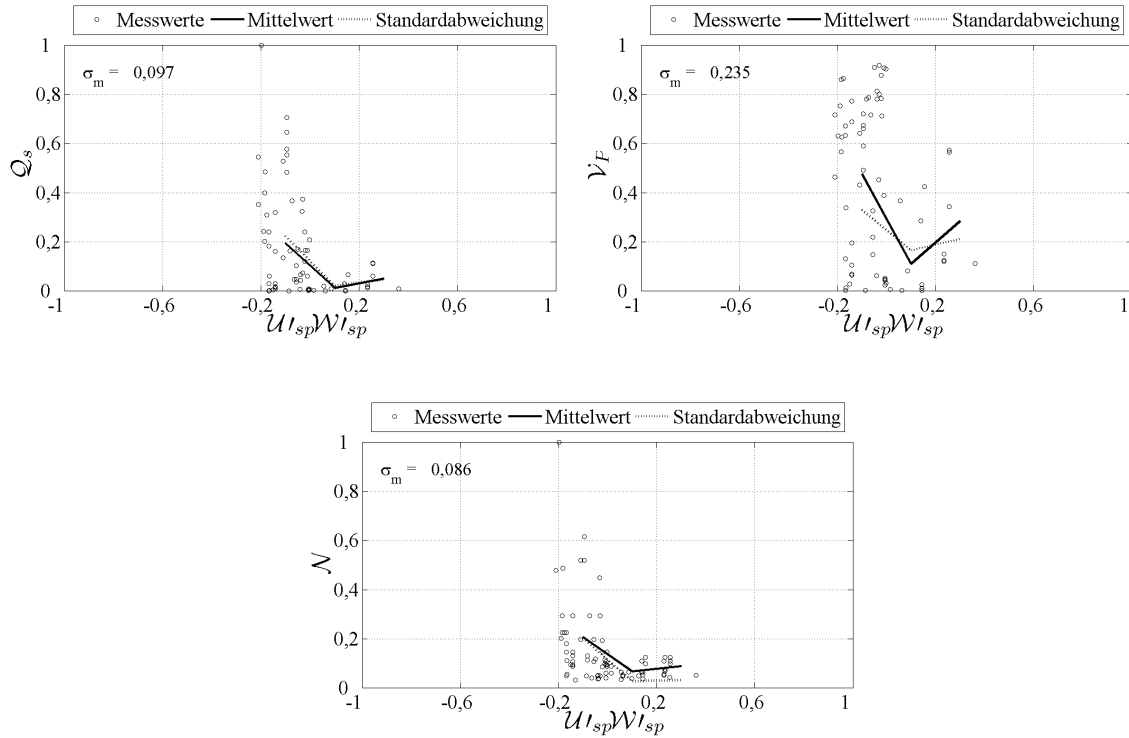 Messwerte Mittelwert Standardabweichung
1
0,8
0,6
0,4
0,2
0
σm = 0,097
Qs
-1 -0,6 -0,2 0,2 0,6 1
U′spW′sp
Messwerte Mittelwert Standardabweichung
1
0,8
0,6
0,4
0,2
0
σm = 0,235
-1 -0,6 -0,2 0,2 0,6 1
U′spW′sp
Messwerte Mittelwert Standardabweichung
1
0,8
0,6
0,4
0,2
0
σm = 0,086
N
-1 -0,6 -0,2 0,2 0,6 1
U′spW′sp